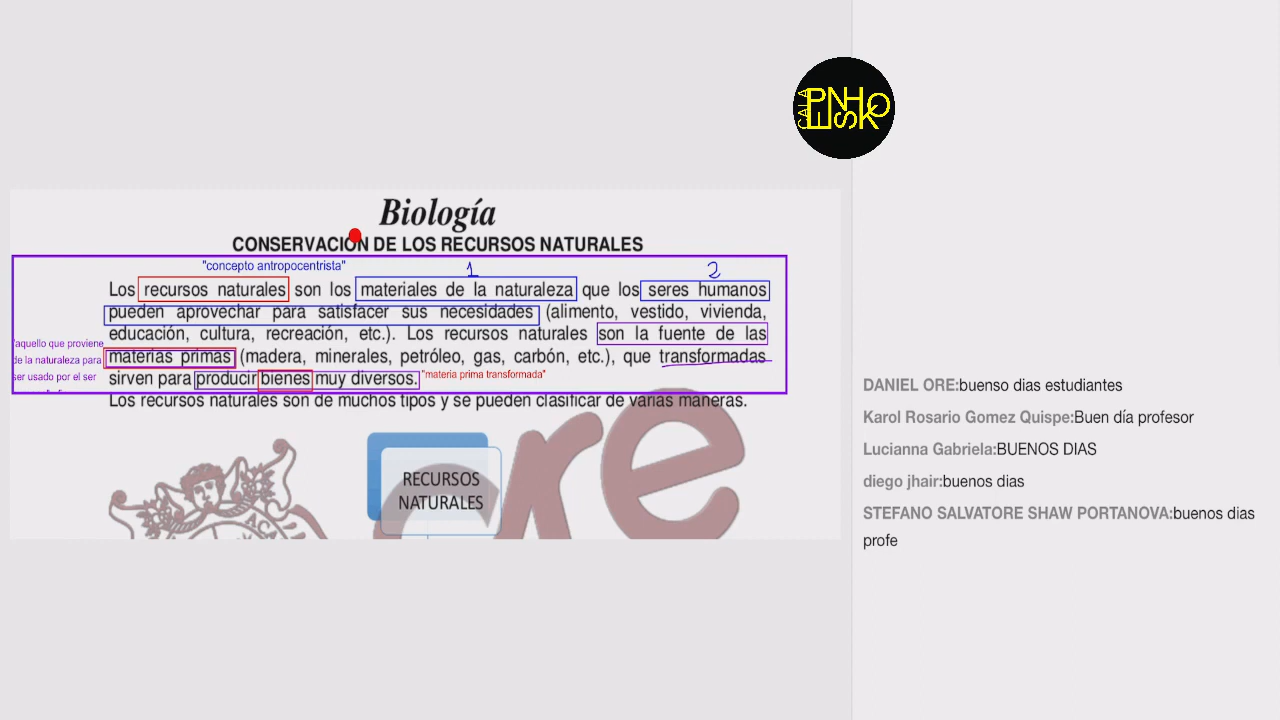 CALA
PENHSKO
Biología
CONSERVACIÓN DE LOS RECURSOS NATURALES
"concepto antropocentrista"
1
2
Los recursos naturales son los materiales de la naturaleza que los seres humanos
pueden aprovechar para satisfacer sus necesidades (alimento, vestido, vivienda,
educación, cultura, recreación, etc.). Los recursos naturales son la fuente de las
materias primas (madera, minerales, petróleo, gas, carbón, etc.), que transformadas
sirven para producir bienes muy diversos.
"materia prima transformada"
"aquello que proviene
de la naturaleza para
ser usado por el ser
Los recursos naturales son de muchos tipos y se pueden clasificar de varias maneras.
RECURSOS
NATURALES
ore
DANIEL ORE:buenso dias estudiantes
Karol Rosario Gomez Quispe:Buen día profesor
Lucianna Gabriela:BUENOS DIAS
diego jhair:buenos dias
STEFANO SALVATORE SHAW PORTANOVA:buenos dias
profe